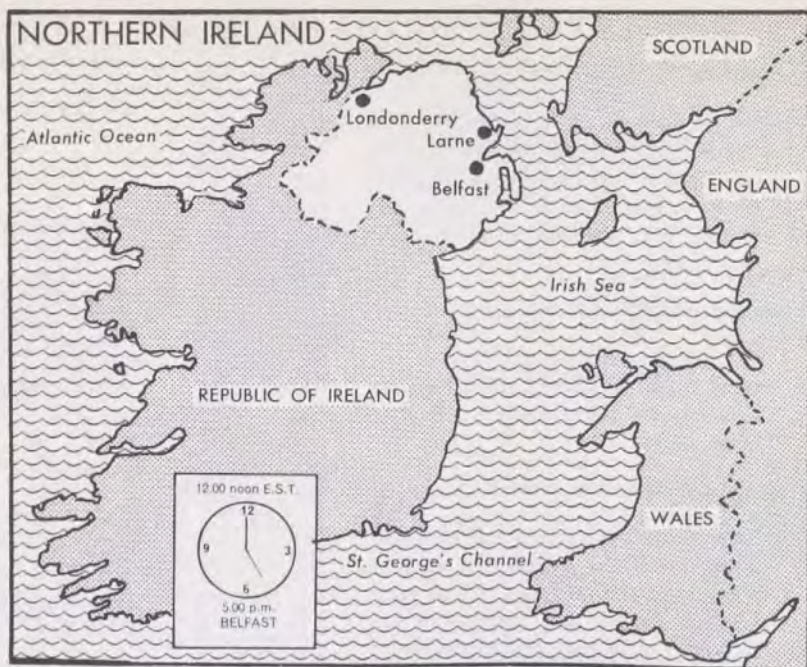 NORTHERN IRELAND
SCOTLAND
Atlantic Ocean
Londonderry
Larne
Belfast
ENGLAND
Irish Sea
REPUBLIC OF IRELAND
12.00 noon E.S.T.
12
9
3
6
5.00 p.m.
BELFAST
WALES
St. George's Channel